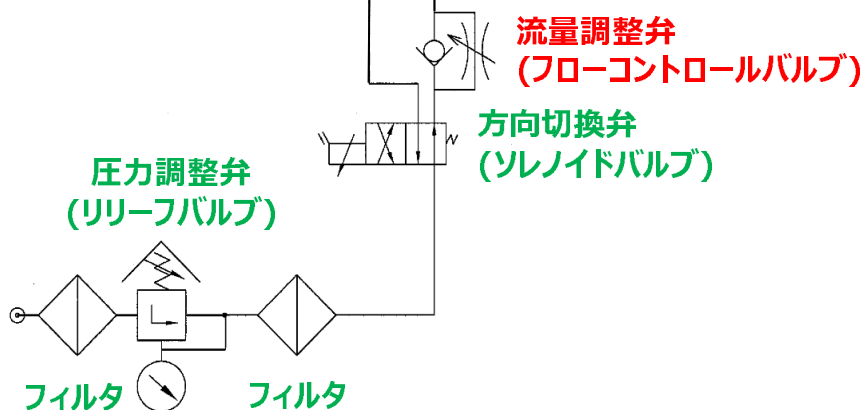 流量調整弁
(フローコントロールバルブ)
方向切換弁
(ソレノイドバルブ)
圧力調整弁
(リリーフバルブ)
フィルタ
フィルタ